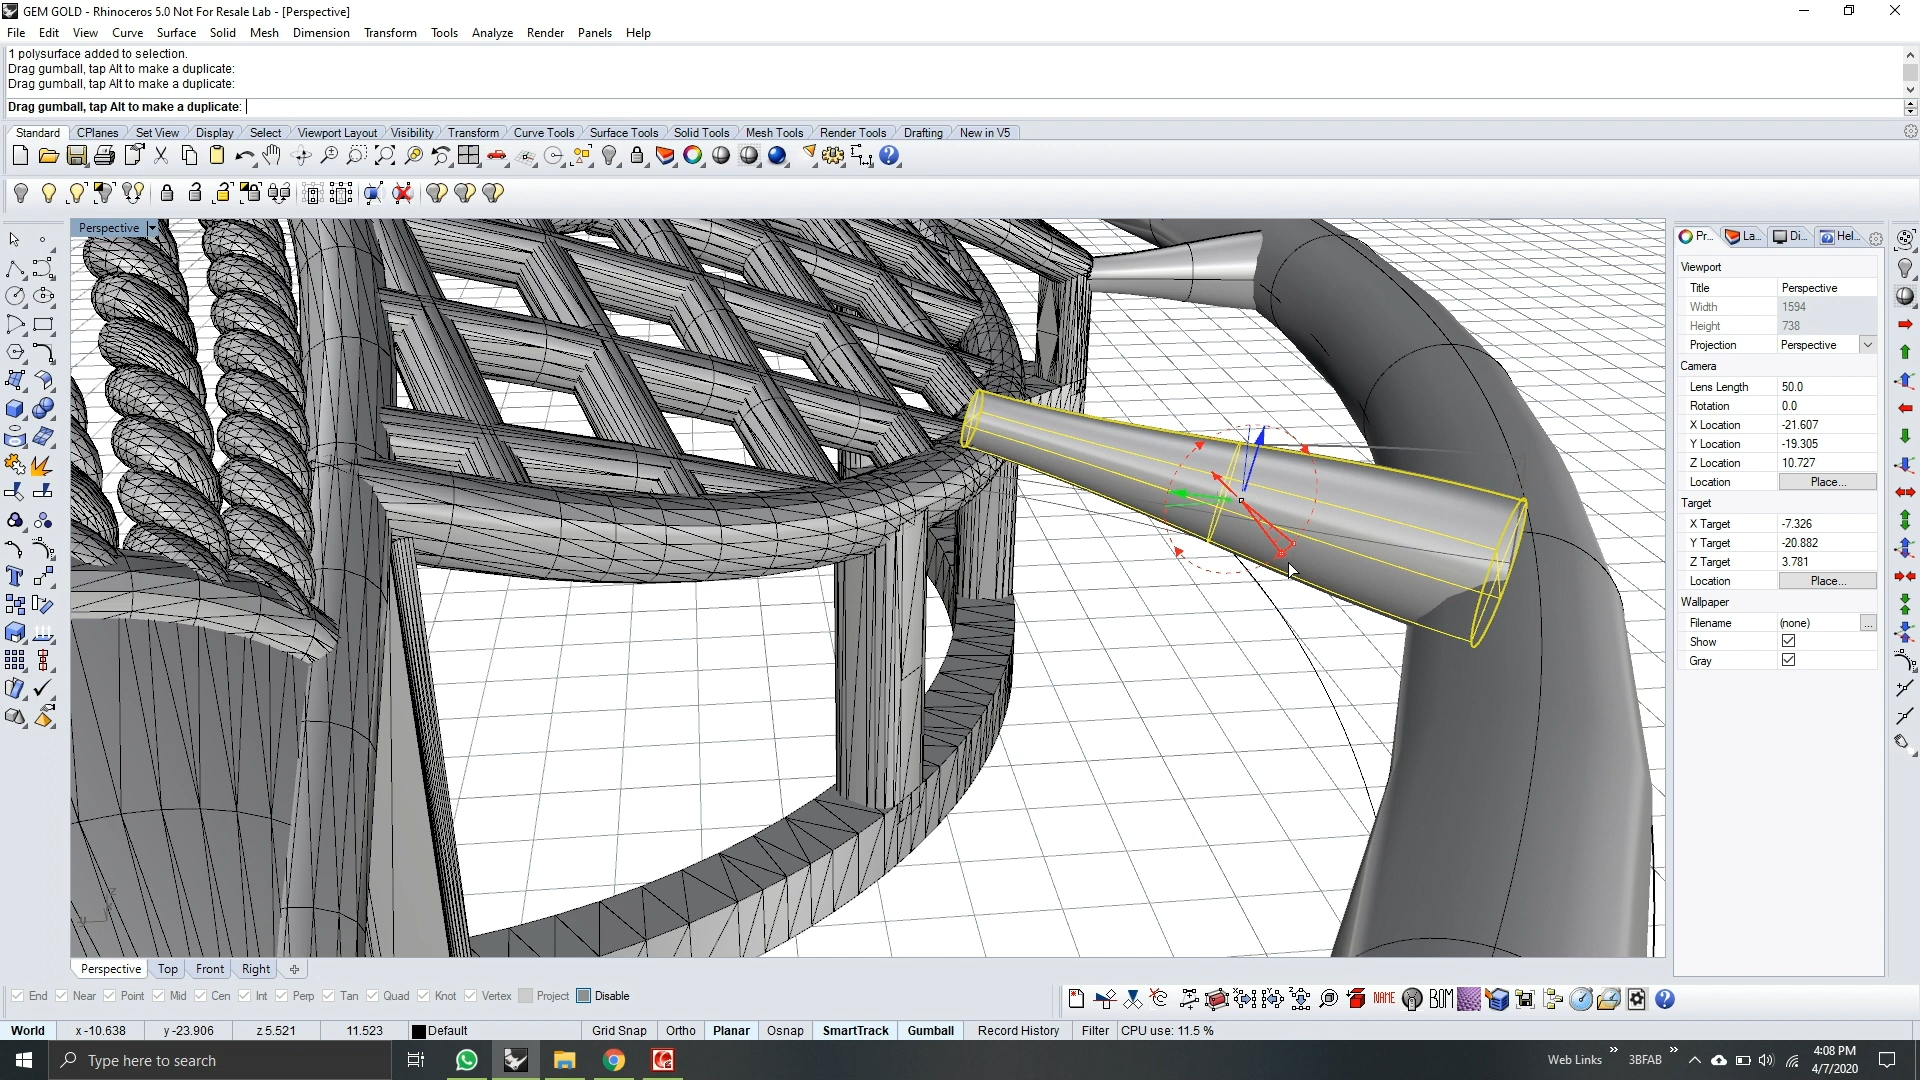 GEM GOLD - Rhinoceros 5.0 Not For Resale Lab - [Perspective]
File Edit View Curve Surface Solid Mesh Dimension Transform Tools Analyze Render Panels Help
1 polysurface added to selection.
Drag gumball, tap Alt to make a duplicate:
Drag gumball, tap Alt to make a duplicate:
Drag gumball, tap Alt to make a duplicate:
Standard CPlanes Set View Display Select Viewport Layout Visibility Transform Curve Tools Surface Tools Solid Tools Mesh Tools Render Tools Drafting New in V5
Perspective
Pr... La... Di... Hel...
Viewport
Title Perspective
Width 1594
Height 738
Projection Perspective
Camera
Lens Length 50.0
Rotation 0.0
X Location -21.607
Y Location -19.305
Z Location 10.727
Location Place...
Target
X Target -7.326
Y Target -20.882
Z Target 3.781
Location Place...
Wallpaper
Filename (none) ...
Show
Gray
z
Perspective Top Front Right
End Near Point Mid Cen Int Perp Tan Quad Knot Vertex Project Disable
NAME BOM
World x -10.638 y -23.906 z 5.521 11.523 Default Grid Snap Ortho Planar Osnap SmartTrack Gumball Record History Filter CPU use: 11.5 %
Type here to search
Web Links » 3BFAB » 4:08 PM
4/7/2020